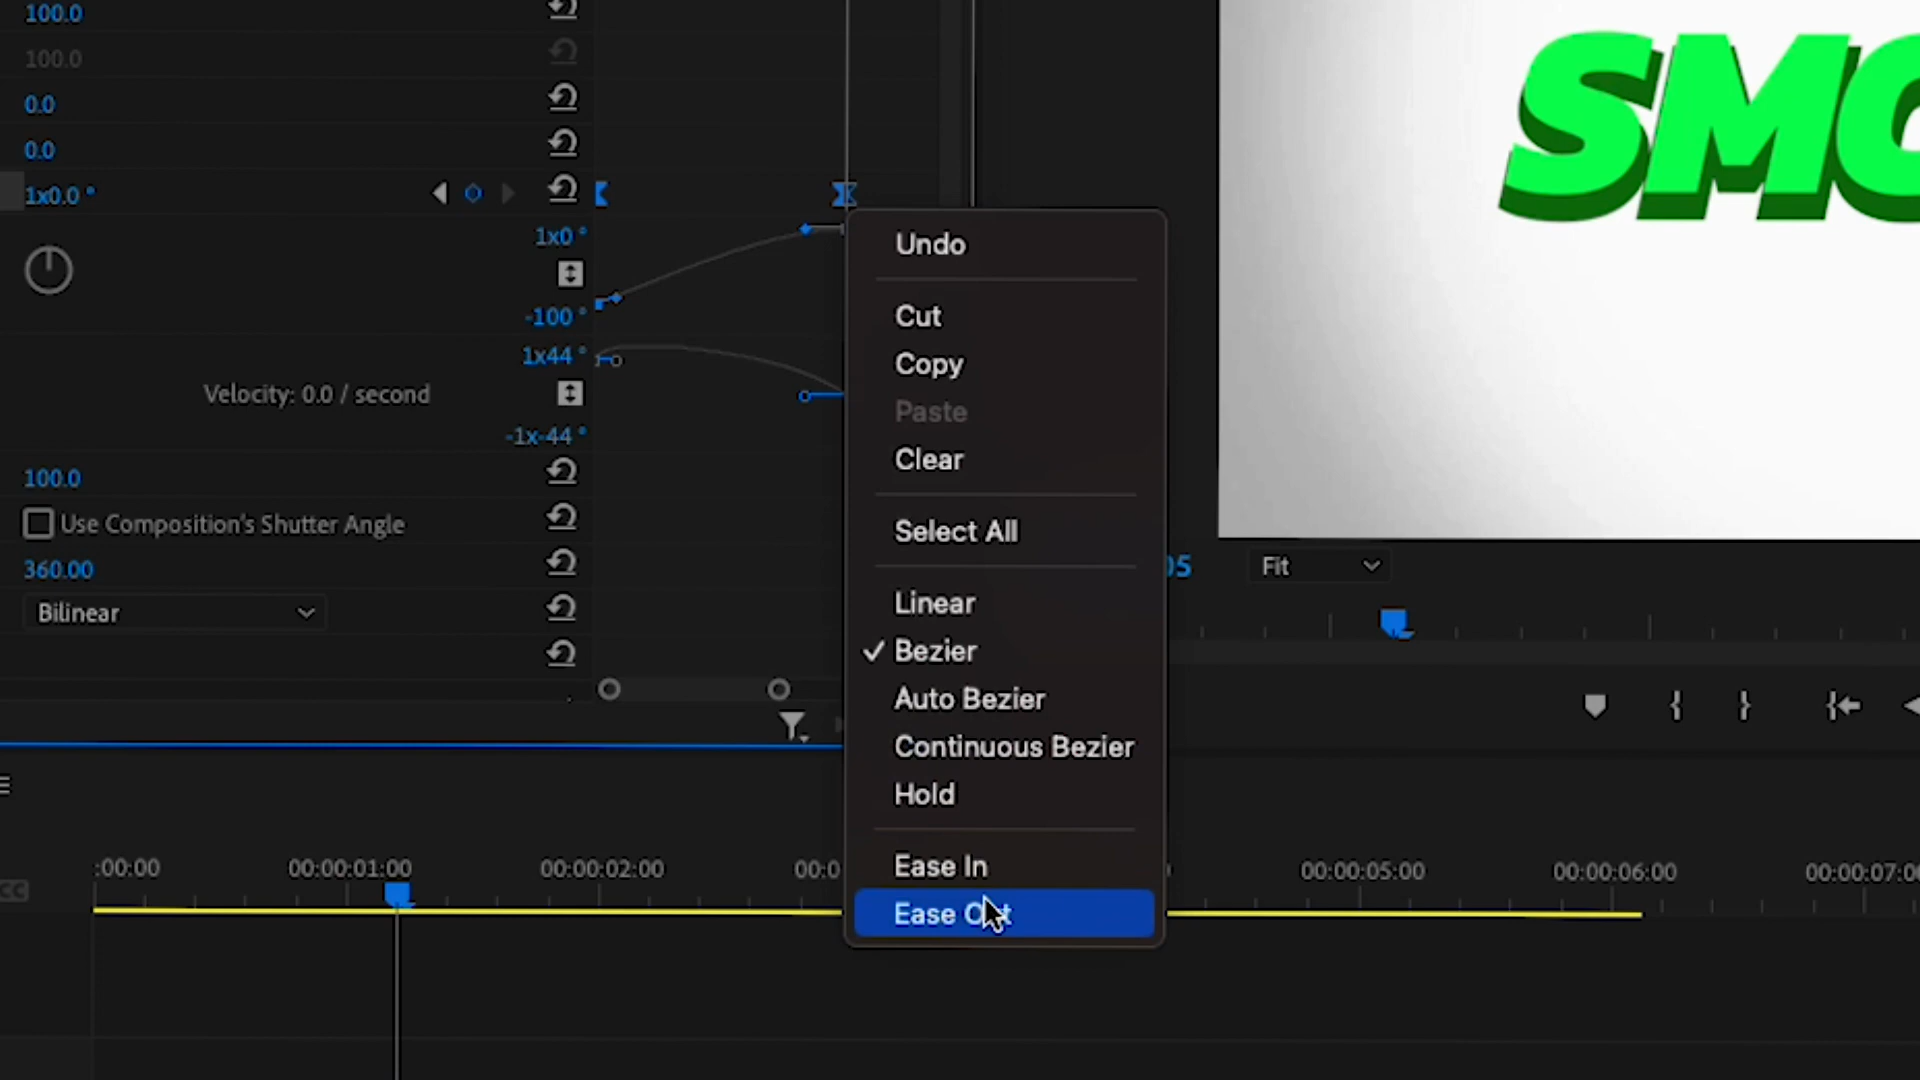 100.0
100.0
0.0
0.0
1x0.0 °
1x0 °
-100 °
1x44 °
Velocity: 0.0 / second
-1x-44 °
100.0
Use Composition's Shutter Angle
360.00
Bilinear
Undo
Cut
Copy
Paste
Clear
Select All
Linear
✓ Bezier
Auto Bezier
Continuous Bezier
Hold
Ease In
Ease Out
SMO
05
Fit
:00:00
00:00:01:00
00:00:02:00
00:0
00:00:05:00
00:00:06:00
00:00:07:0
CC